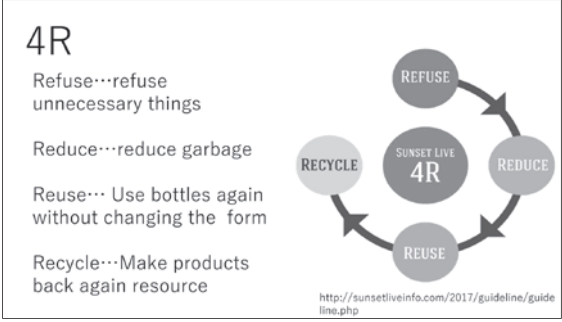 4R
Refuse…refuse
unnecessary things
Reduce…reduce garbage
Reuse… Use bottles again
without changing the form
Recycle…Make products
back again resource
REFUSE
REDUCE
REUSE
RECYCLE
SUNSET LIVE
4R
http://sunsetliveinfo.com/2017/guideline/guide
line.php